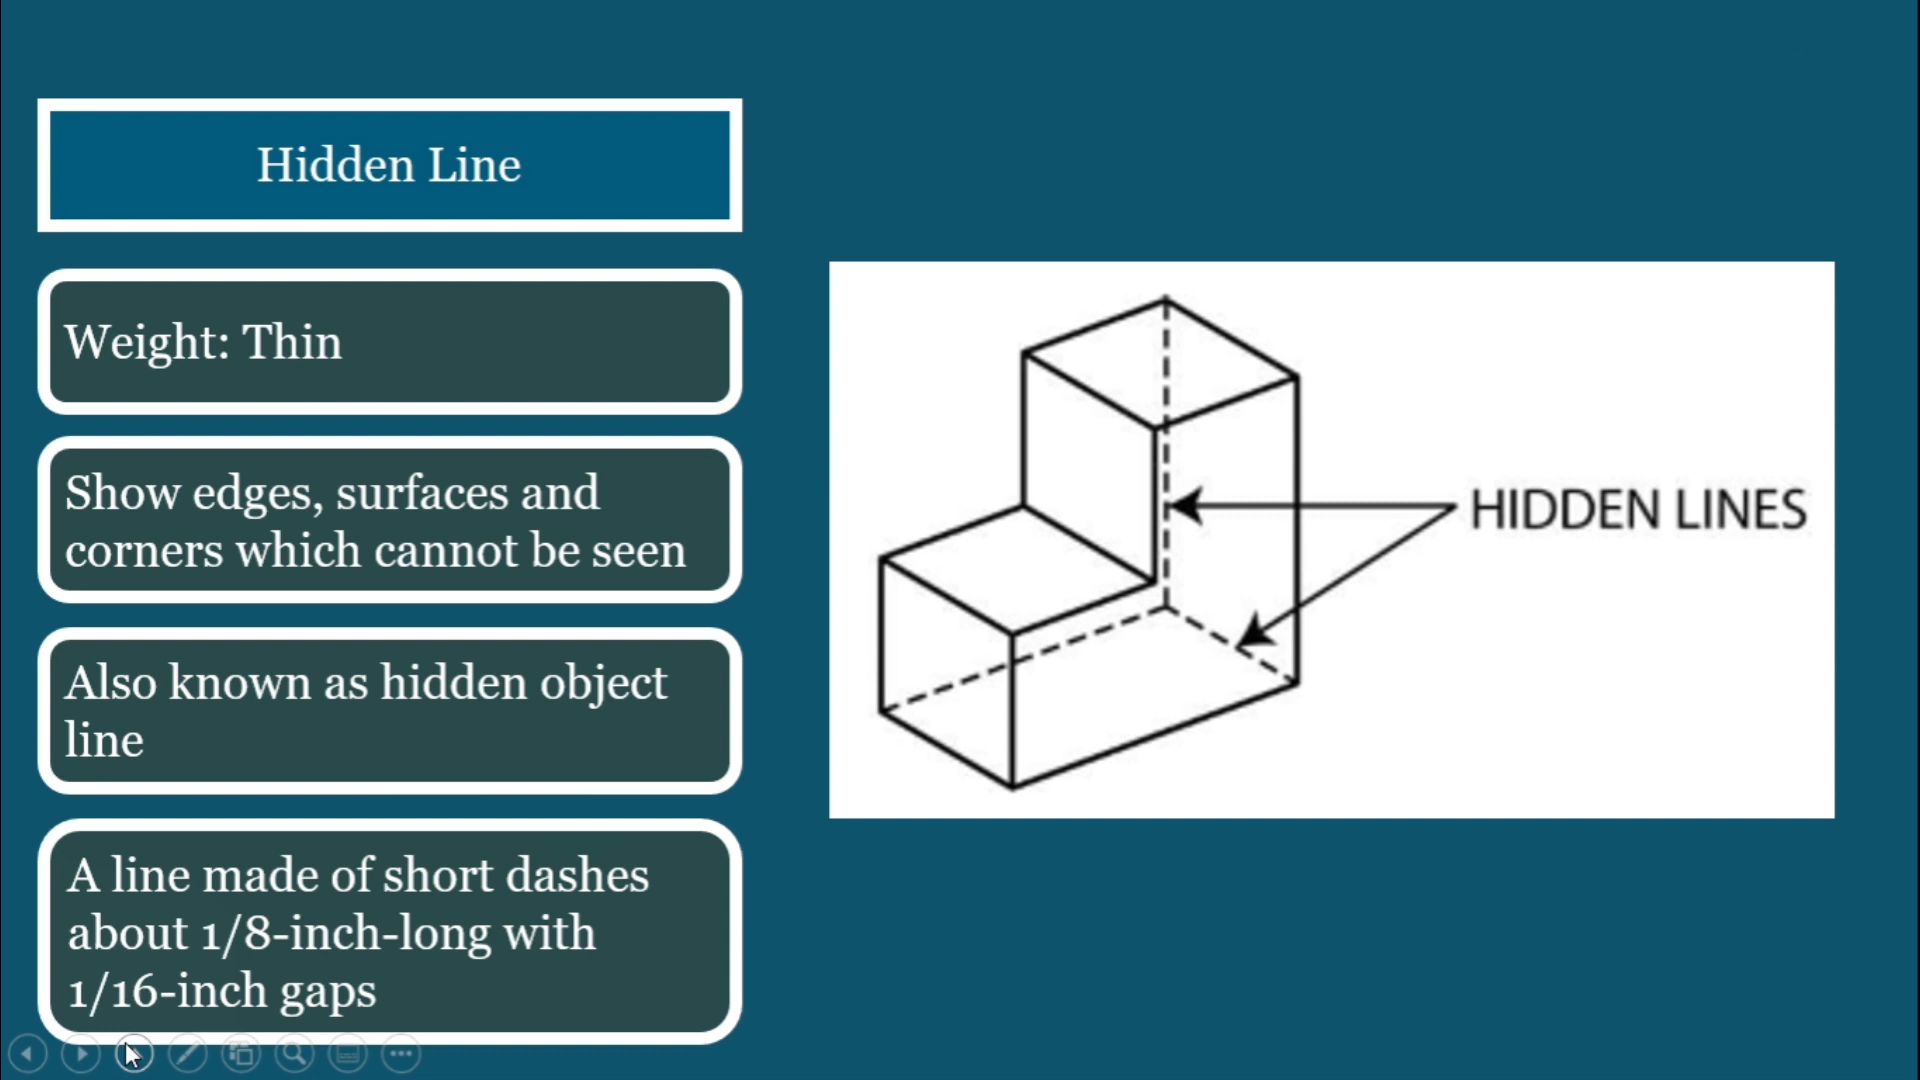 Hidden Line
Weight: Thin
Show edges, surfaces and
corners which cannot be seen
Also known as hidden object
line
A line made of short dashes
about 1/8-inch-long with
1/16-inch gaps
HIDDEN LINES